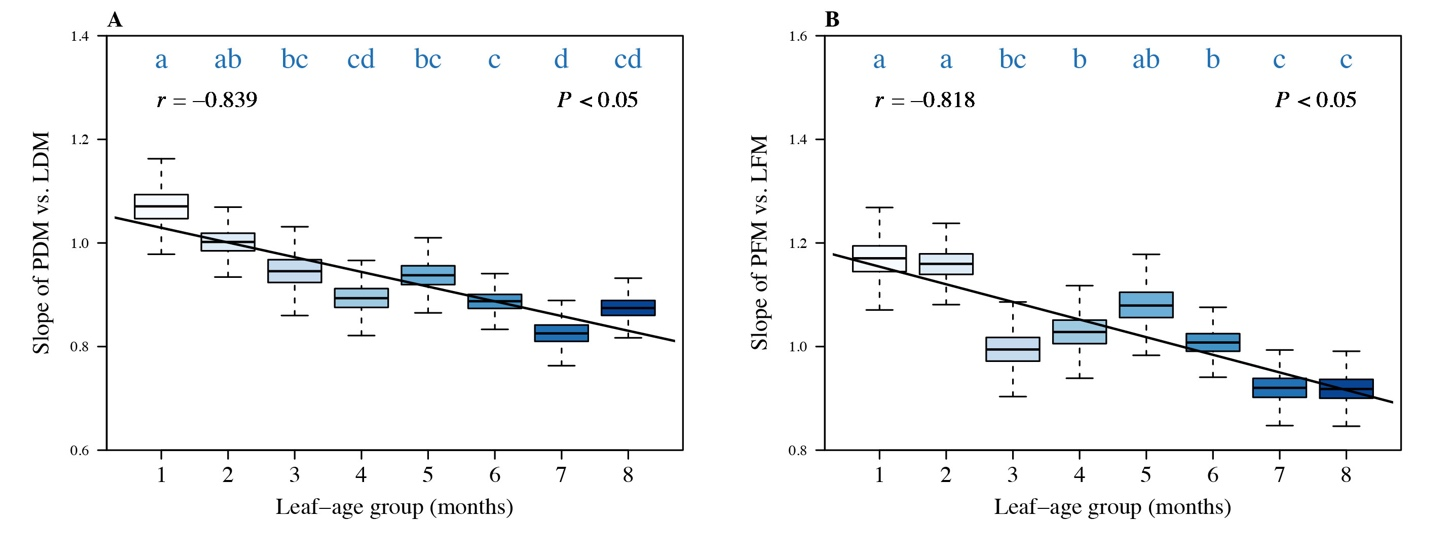 A
1.4
1.2
1.0
0.8
0.6
Slope of PDM vs. LDM
a ab bc cd bc c d cd
r = –0.839 P < 0.05
1 2 3 4 5 6 7 8
Leaf–age group (months)
B
1.6
1.4
1.2
1.0
0.8
Slope of PFM vs. LFM
a a bc b ab b c c
r = –0.818 P < 0.05
1 2 3 4 5 6 7 8
Leaf–age group (months)